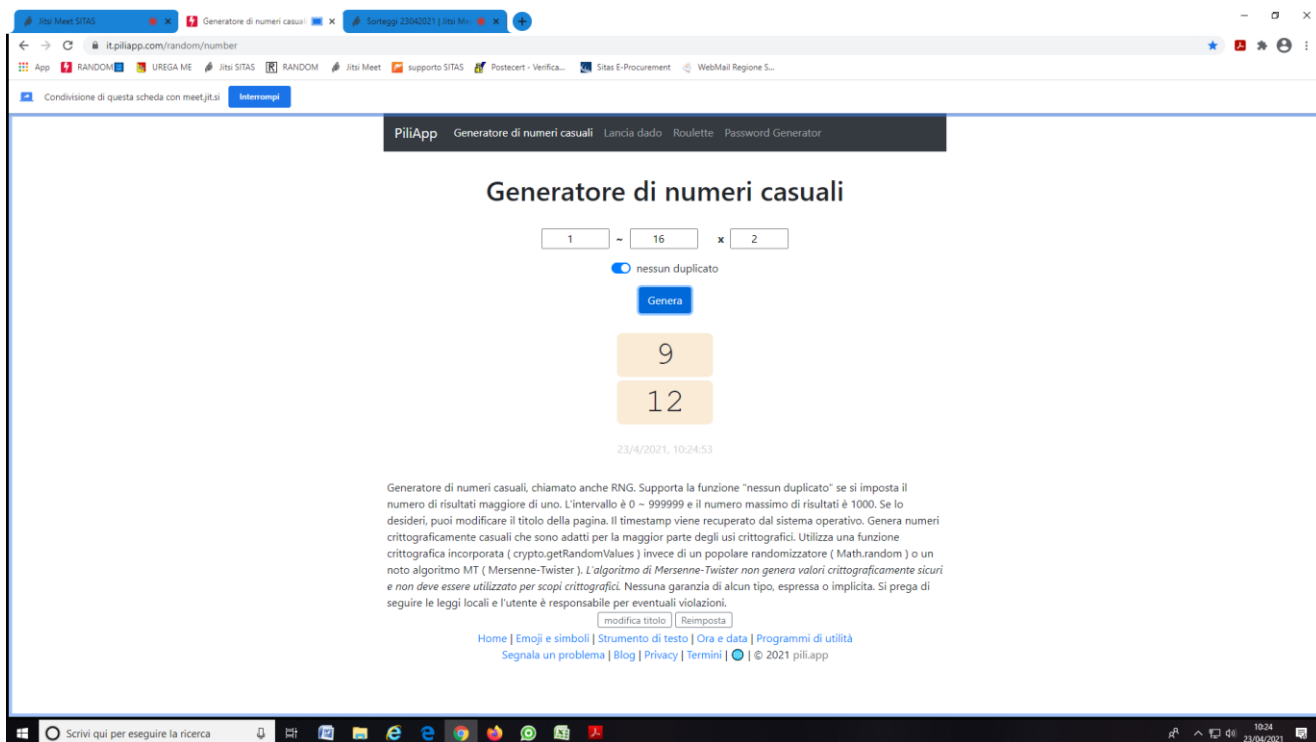 Jitsi Meet SITAS
Generatore di numeri casuali
Sorteggi 23042021 | Jitsi Me
it.piliapp.com/random/number
App RANDOM UREGA ME Jitsi SITAS RANDOM Jitsi Meet supporto SITAS Postecert - Verifica... Sitas E-Procurement WebMail Regione S...
Condivisione di questa scheda con meet.jit.si Interrompi
PiliApp Generatore di numeri casuali Lancia dado Roulette Password Generator
Generatore di numeri casuali
1 ~ 16 x 2
nessun duplicato
Genera
9
12
23/4/2021, 10:24:53
Generatore di numeri casuali, chiamato anche RNG. Supporta la funzione "nessun duplicato" se si imposta il
numero di risultati maggiore di uno. L'intervallo è 0 ~ 999999 e il numero massimo di risultati è 1000. Se lo
desideri, puoi modificare il titolo della pagina. Il timestamp viene recuperato dal sistema operativo. Genera numeri
crittograficamente casuali che sono adatti per la maggior parte degli usi crittografici. Utilizza una funzione
crittografica incorporata ( crypto.getRandomValues ) invece di un popolare randomizzatore ( Math.random ) o un
noto algoritmo MT ( Mersenne-Twister ). L'algoritmo di Mersenne-Twister non genera valori crittograficamente sicuri
e non deve essere utilizzato per scopi crittografici. Nessuna garanzia di alcun tipo, espressa o implicita. Si prega di
seguire le leggi locali e l'utente è responsabile per eventuali violazioni.
modifica titolo Reimposta
Home | Emoji e simboli | Strumento di testo | Ora e data | Programmi di utilità
Segnala un problema | Blog | Privacy | Termini | | © 2021 pili.app
Scrivi qui per eseguire la ricerca
10:24
23/04/2021